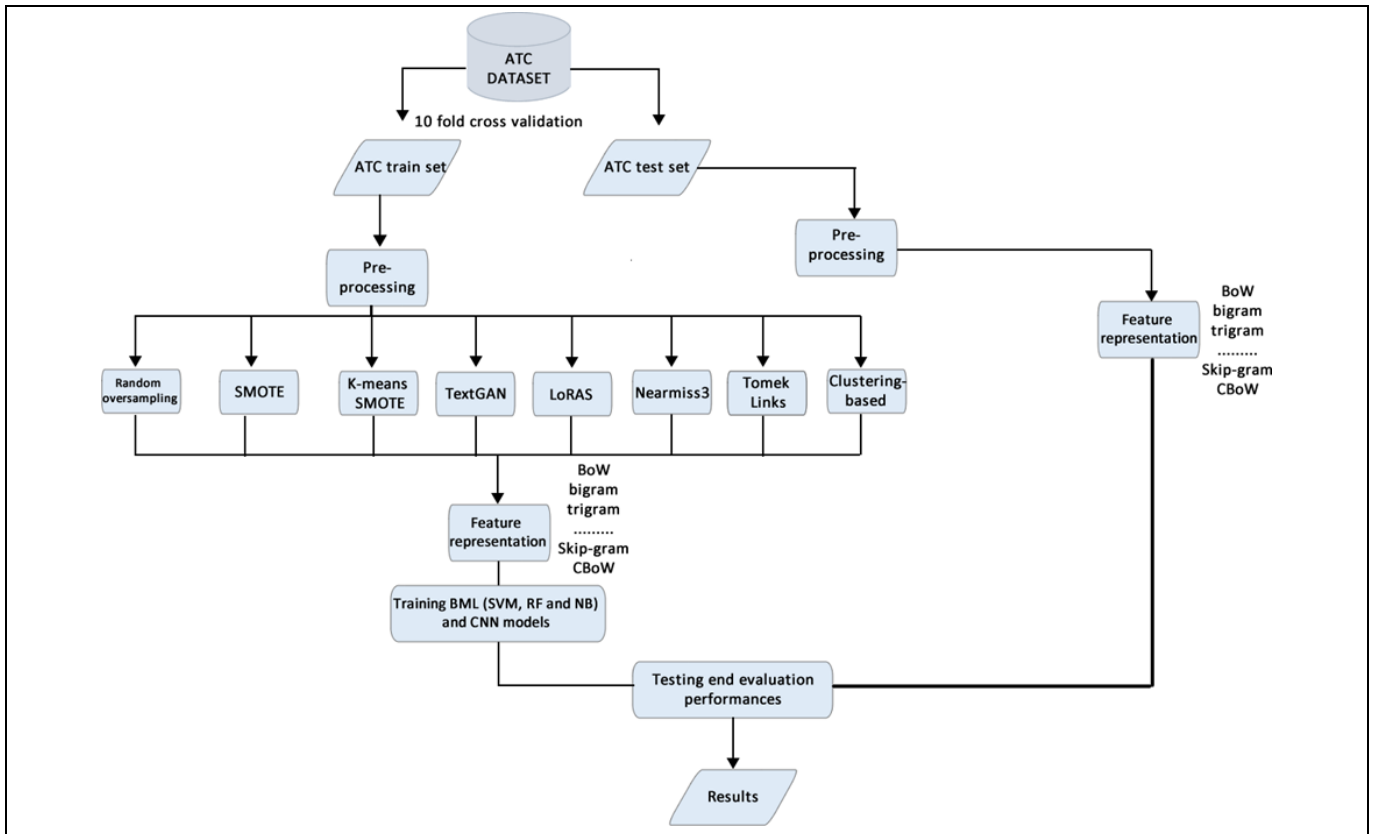 ATC
DATASET
10 fold cross validation
ATC train set
ATC test set
Pre-
processing
Pre-
processing
BoW
bigram
trigram
.........
Skip-gram
CBoW
Feature
representation
Random
oversampling
SMOTE
K-means
SMOTE
TextGAN
LoRAS
Nearmiss3
Tomek
Links
Clustering-
based
BoW
bigram
trigram
.........
Skip-gram
CBoW
Feature
representation
Training BML (SVM, RF and NB)
and CNN models
Testing end evaluation
performances
Results